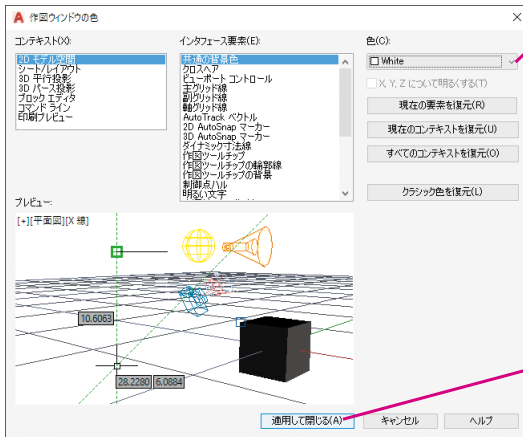 作図ウィンドウの色
コンテキスト(X):
2D モデル空間
シート/レイアウト
3D 平行投影
3D パース投影
ブロック エディタ
コマンド ライン
印刷プレビュー
インタフェース要素(E):
共通の背景色
クロスヘア
ビューポート コントロール
主グリッド線
副グリッド線
軸グリッド線
AutoTrack ベクトル
2D AutoSnap マーカー
3D AutoSnap マーカー
ダイナミック寸法線
作図ツールチップ
作図ツールチップの輪郭線
作図ツールチップの背景
制御点ハル
明るい文字
色(C):
White
X, Y, Z について明るくする(T)
現在の要素を復元(R)
現在のコンテキストを復元(U)
すべてのコンテキストを復元(O)
クラシック色を復元(L)
プレビュー:
[+][平面図][X 線]
10.6063
28.2280
6.0884
適用して閉じる(A)
キャンセル
ヘルプ